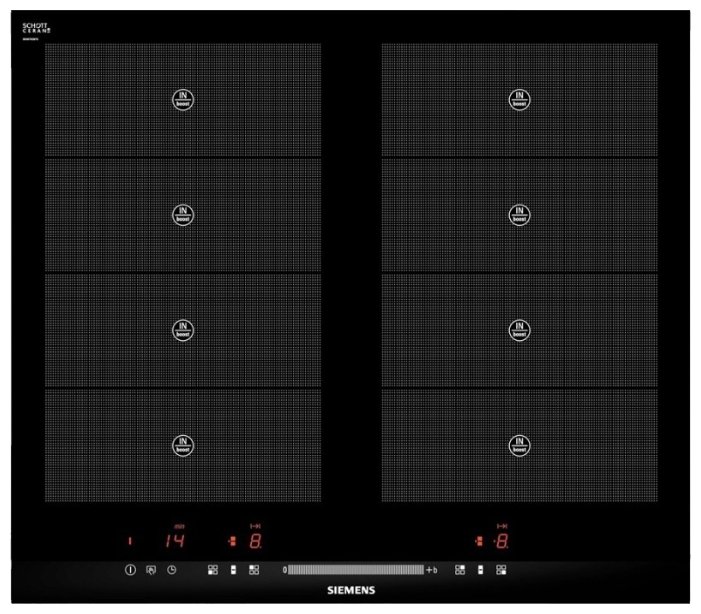 SCHOTT
CERAN®
IN IN
boost boost
IN IN
boost boost
IN IN
boost boost
IN IN
boost boost
min
14 8. 8.
0 +b
SIEMENS